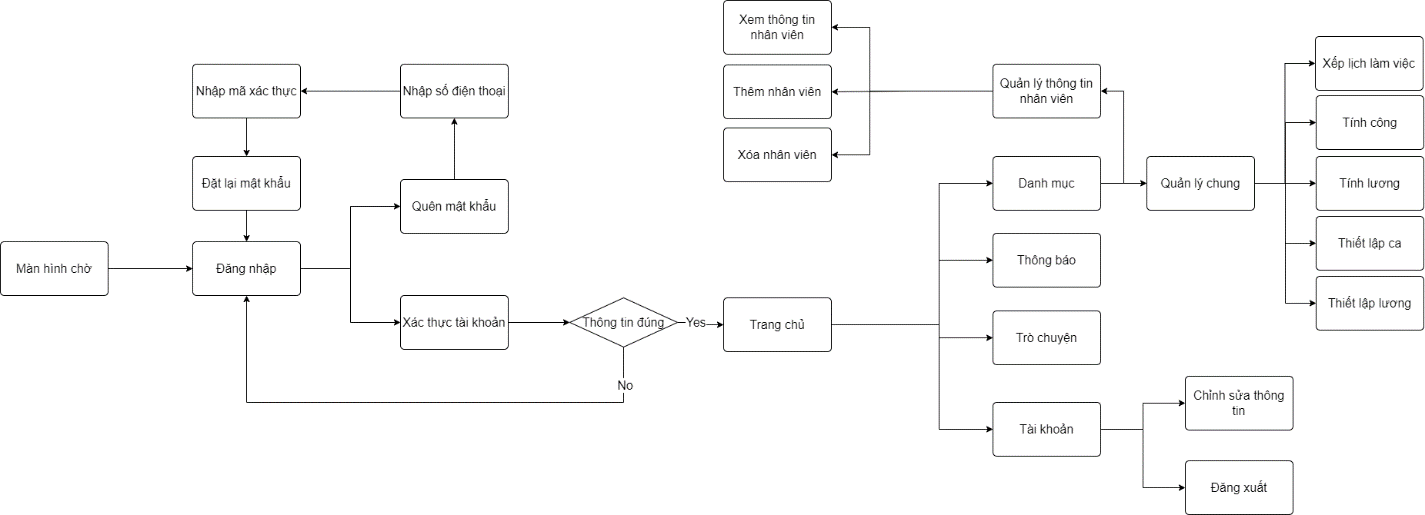 Xem thông tin
nhân viên
Xếp lịch làm việc
Nhập mã xác thực
Nhập số điện thoại
Thêm nhân viên
Quản lý thông tin
nhân viên
Tính công
Xóa nhân viên
Đặt lại mật khẩu
Danh mục
Quản lý chung
Tính lương
Quên mật khẩu
Thiết lập ca
Màn hình chờ
Đăng nhập
Thông báo
Thiết lập lương
Xác thực tài khoản
Thông tin đúng
Yes
Trang chủ
Trò chuyện
No
Chỉnh sửa thông
tin
Tài khoản
Đăng xuất